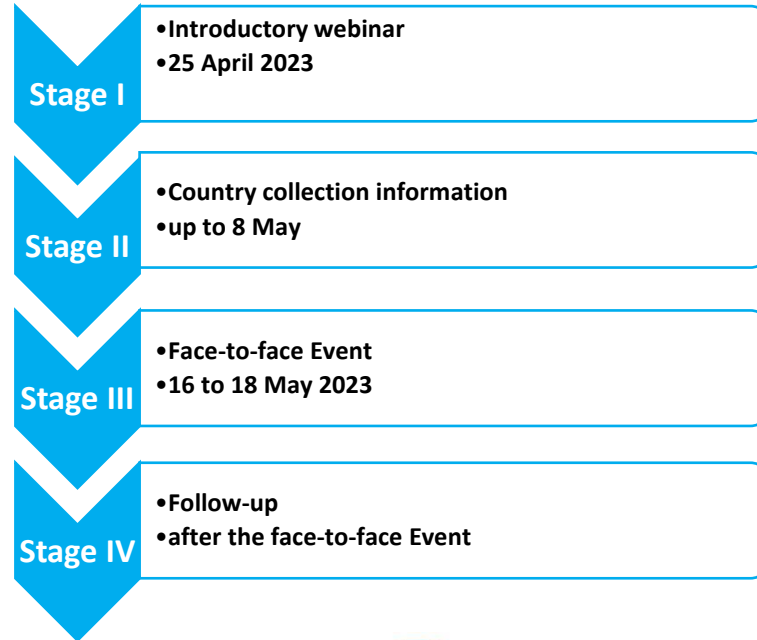 Stage I
•Introductory webinar
•25 April 2023
Stage II
•Country collection information
•up to 8 May
Stage III
•Face-to-face Event
•16 to 18 May 2023
Stage IV
•Follow-up
•after the face-to-face Event